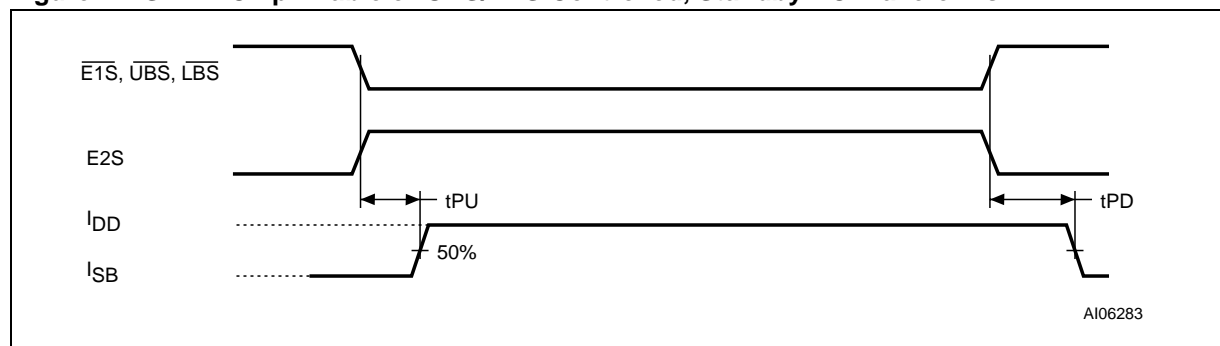 E1S, UBS, LBS
E2S
tPU
tPD
IDD
50%
ISB
AI06283